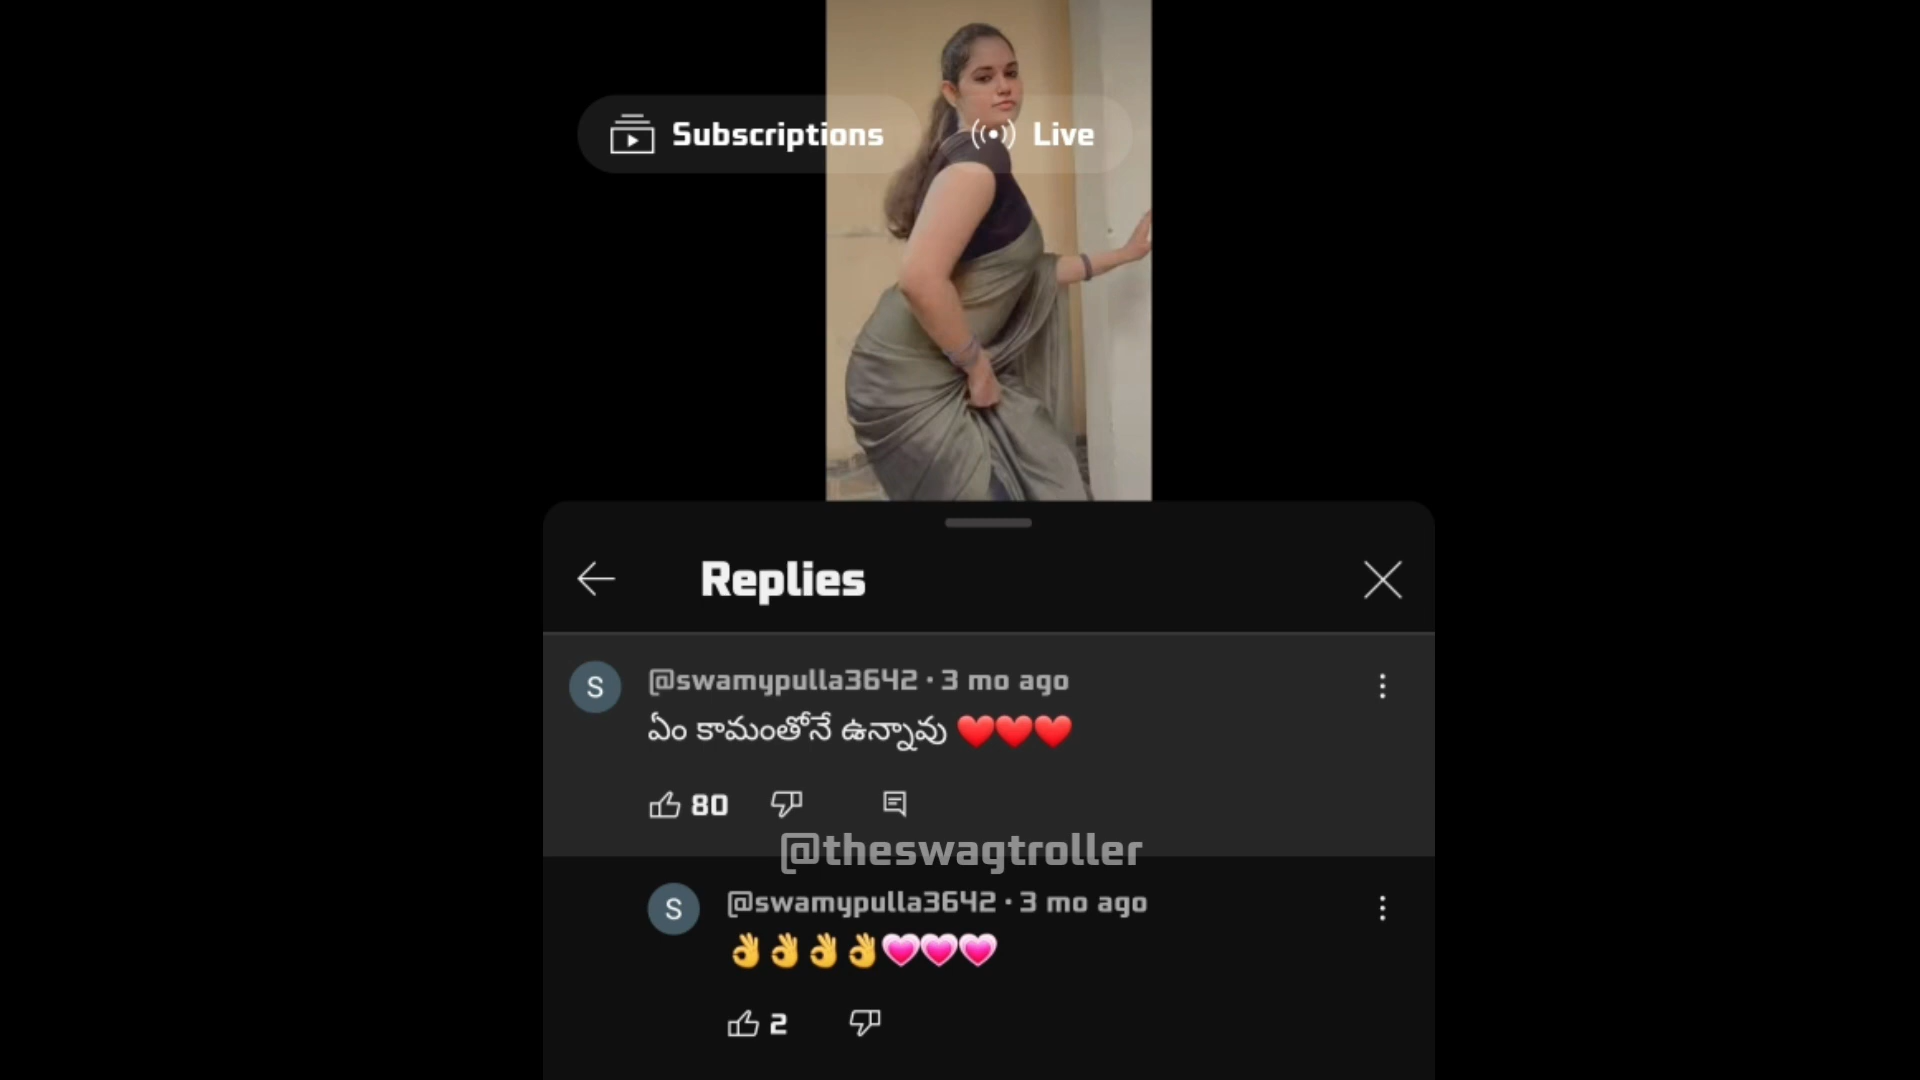 Subscriptions
Live
Replies
S
@swamypulla3642 · 3 mo ago
ఏం కామంతోనే ఉన్నావు ❤️❤️❤️
80
@theswagtroller
S
@swamypulla3642 · 3 mo ago
👌👌👌👌💗💗💗
2